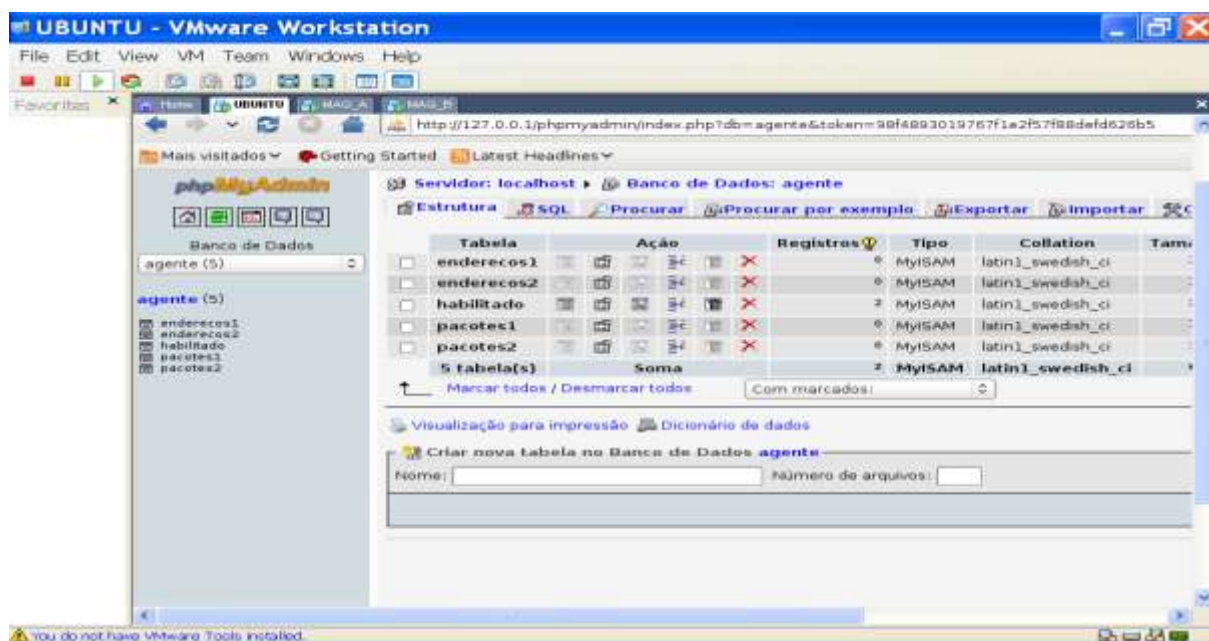 UBUNTU - VMware Workstation
File Edit View VM Team Windows Help
Favorites
Home UBUNTU MAG_A MAG_B
http://127.0.0.1/phpmyadmin/index.php?db=agente&token=
Mais visitados Getting Started Latest Headlines
phpMyAdmin
Banco de Dados
agente (5)
agente (5)
enderecos1
enderecos2
habilitado
pacotes1
pacotes2
Servidor: localhost Banco de Dados: agente
Estrutura SQL Procurar Procurar por exemplo Exportar Importar
Tabela Ação Registros Tipo Collation
enderecos1 0 MyISAM latin1_swedish_ci
enderecos2 0 MyISAM latin1_swedish_ci
habilitado 2 MyISAM latin1_swedish_ci
pacotes1 0 MyISAM latin1_swedish_ci
pacotes2 0 MyISAM latin1_swedish_ci
5 tabela(s) Soma 2 MyISAM latin1_swedish_ci
Marcar todos / Desmarcar todos Com marcados:
Visualização para impressão Dicionário de dados
Criar nova tabela no Banco de Dados agente
Nome: Número de arquivos:
You do not have VMware Tools installed.